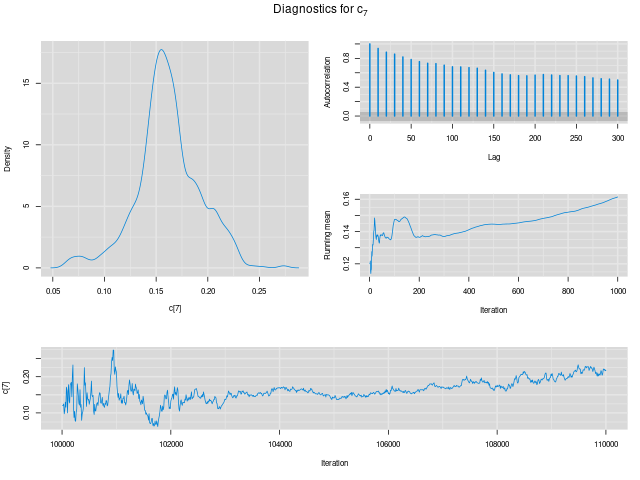 Diagnostics for c7
Density
15
10
5
0
0.05 0.10 0.15 0.20 0.25
c[7]
Autocorrelation
0.8
0.4
0.0
0 50 100 150 200 250 300
Lag
Running mean
0.16
0.14
0.12
0 200 400 600 800 1000
Iteration
c[7]
0.20
0.10
100000 102000 104000 106000 108000 110000
Iteration